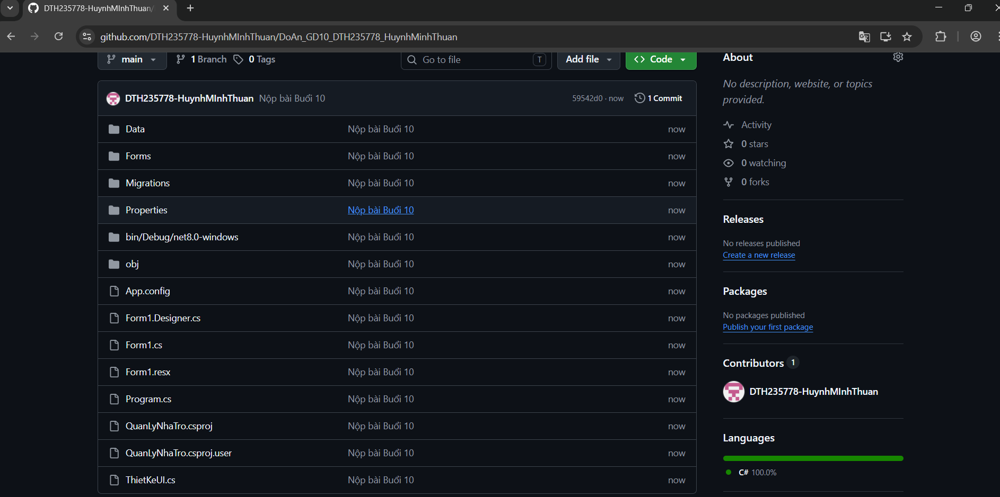 DTH235778-HuynhMInhThuan/
github.com/DTH235778-HuynhMInhThuan/DoAn_GD10_DTH235778_HuynhMinhThuan
main
1 Branch
0 Tags
Go to file
T
Add file
Code
DTH235778-HuynhMInhThuan Nộp bài Buổi 10
59542d0 · now
1 Commit
Data Nộp bài Buổi 10 now
Forms Nộp bài Buổi 10 now
Migrations Nộp bài Buổi 10 now
Properties Nộp bài Buổi 10 now
bin/Debug/net8.0-windows Nộp bài Buổi 10 now
obj Nộp bài Buổi 10 now
App.config Nộp bài Buổi 10 now
Form1.Designer.cs Nộp bài Buổi 10 now
Form1.cs Nộp bài Buổi 10 now
Form1.resx Nộp bài Buổi 10 now
Program.cs Nộp bài Buổi 10 now
QuanLyNhaTro.csproj Nộp bài Buổi 10 now
QuanLyNhaTro.csproj.user Nộp bài Buổi 10 now
ThietKeUI.cs Nộp bài Buổi 10 now
About
No description, website, or topics
provided.
Activity
0 stars
0 watching
0 forks
Releases
No releases published
Create a new release
Packages
No packages published
Publish your first package
Contributors 1
DTH235778-HuynhMInhThuan
Languages
C# 100.0%